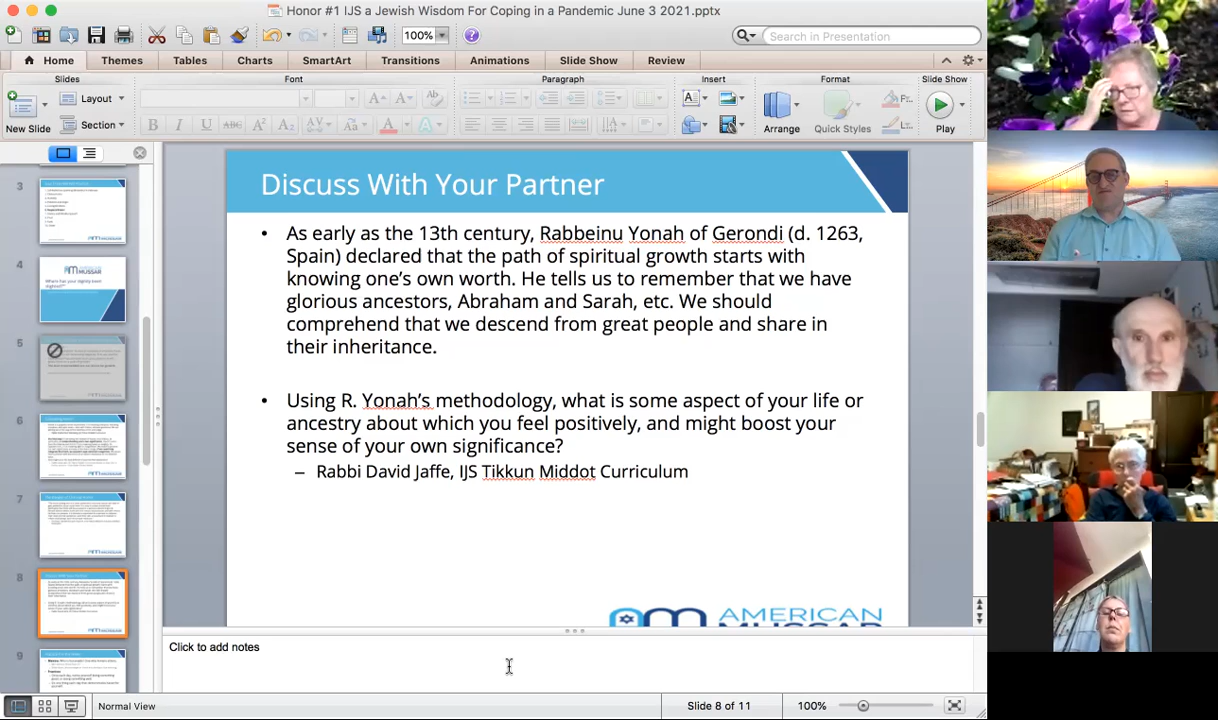 Honor #1 IJS a Jewish Wisdom For Coping in a Pandemic June 3 2021.pptx
100%
Search in Presentation
Home
Themes
Tables
Charts
SmartArt
Transitions
Animations
Slide Show
Review
Slides
Font
Paragraph
Insert
Format
Slide Show
New Slide
Layout
Section
Arrange
Quick Styles
Play
3
4
5
6
7
8
9
Discuss With Your Partner
• As early as the 13th century, Rabbeinu Yonah of Gerondi (d. 1263,
Spain) declared that the path of spiritual growth starts with
knowing one’s own worth. He tells us to remember that we have
glorious ancestors, Abraham and Sarah, etc. We should
comprehend that we descend from great people and share in
their inheritance.
• Using R. Yonah’s methodology, what is some aspect of your life or
ancestry about which you feel positively, and might boost your
sense of your own significance?
– Rabbi David Jaffe, IJS Tikkun Middot Curriculum
AMERICAN
MUSSAR
Click to add notes
Normal View
Slide 8 of 11
100%